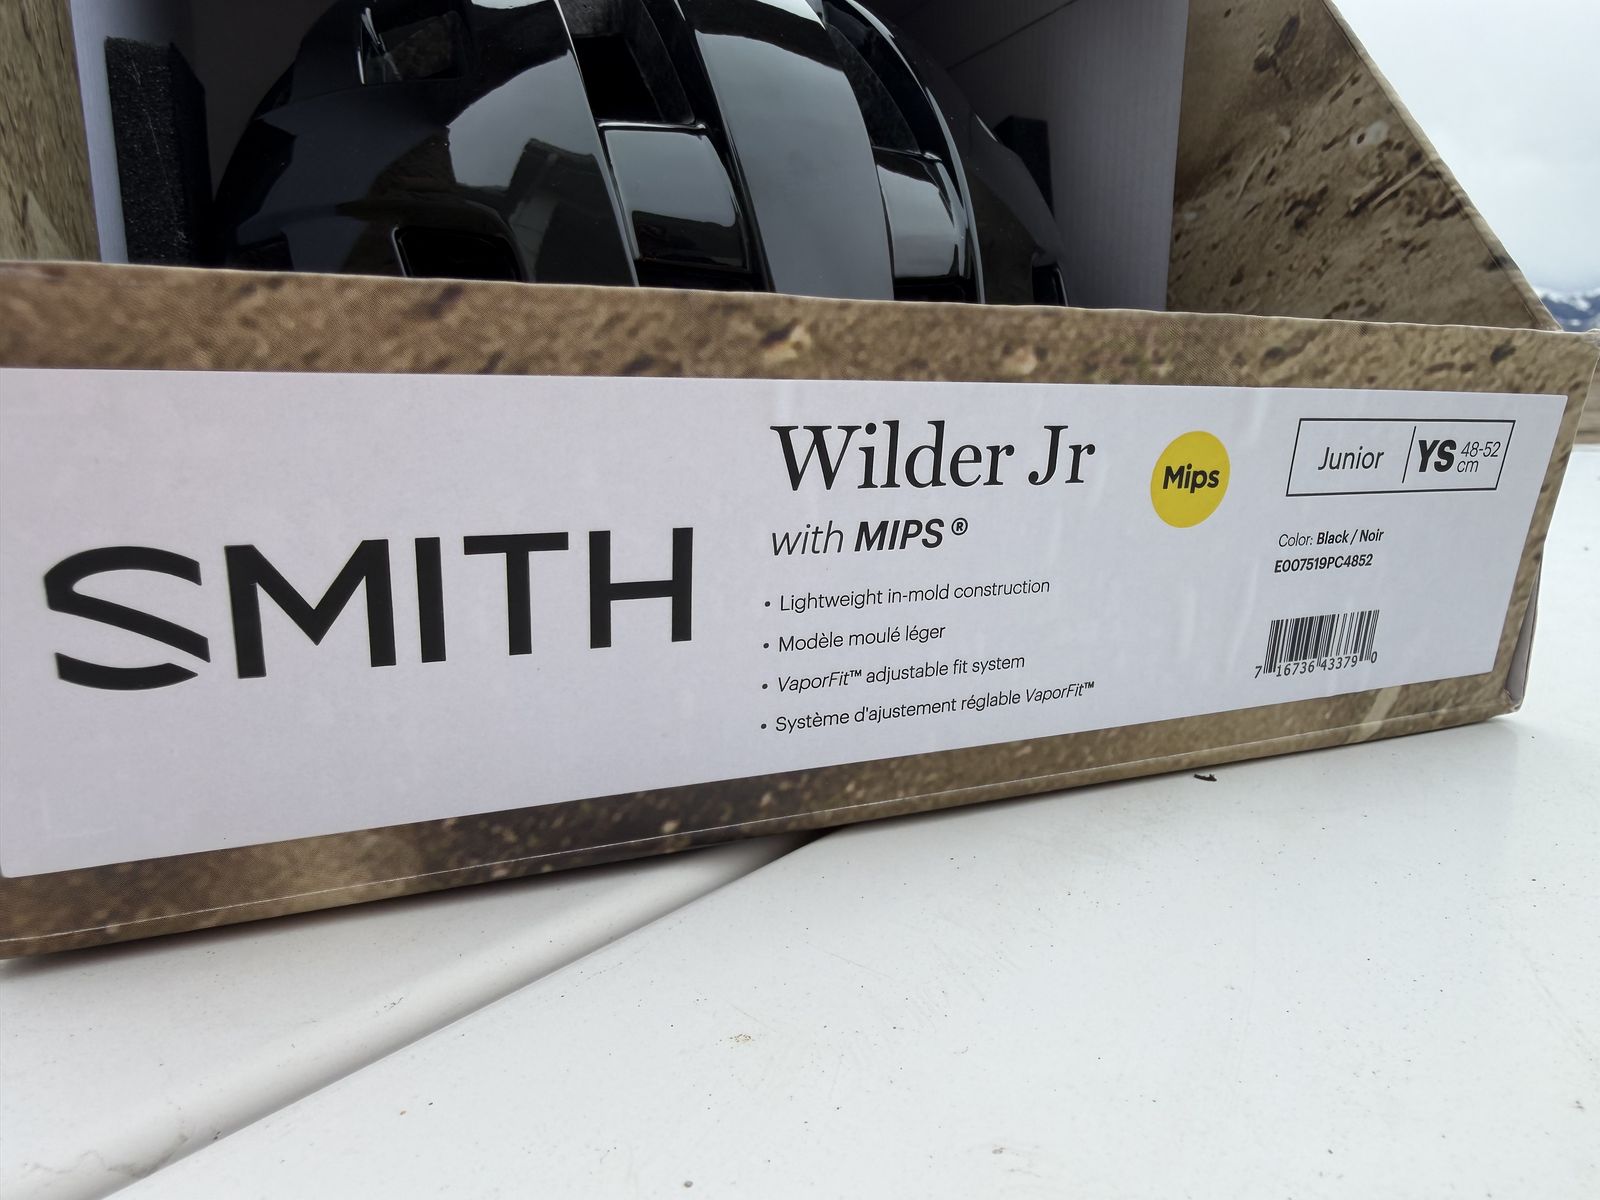 SMITH
Wilder Jr
with MIPS®
• Lightweight in-mold construction
• Modèle moulé léger
• VaporFit™ adjustable fit system
• Système d'ajustement réglable VaporFit™
Mips
Junior YS 48-52 cm
Color: Black / Noir
E007519PC4852
7 16736 43379 0